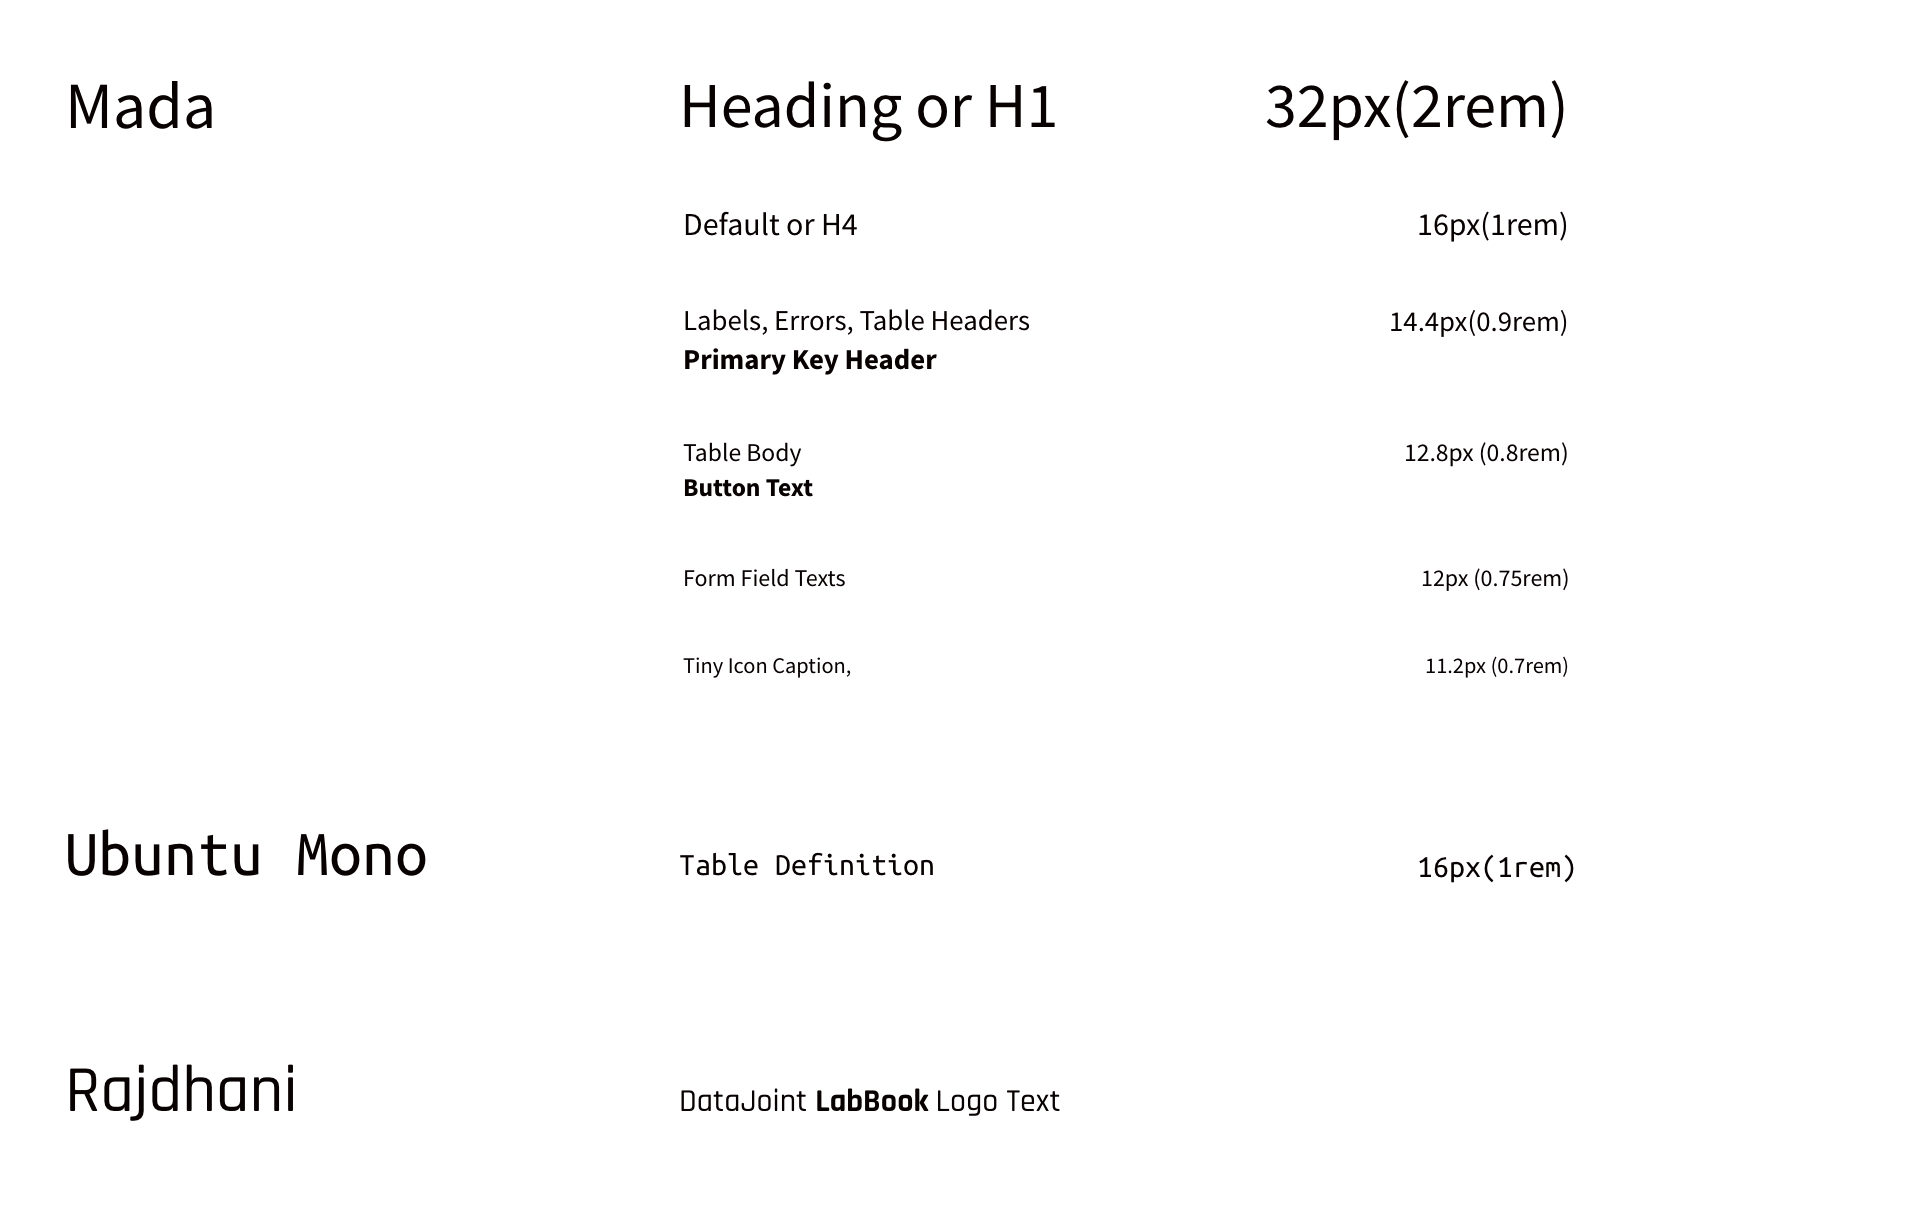 Mada Heading or H1 32px(2rem)
Default or H4 16px(1rem)
Labels, Errors, Table Headers 14.4px(0.9rem)
Primary Key Header
Table Body 12.8px (0.8rem)
Button Text
Form Field Texts 12px (0.75rem)
Tiny Icon Caption, 11.2px (0.7rem)
Ubuntu Mono Table Definition 16px(1rem)
Rajdhani DataJoint LabBook Logo Text